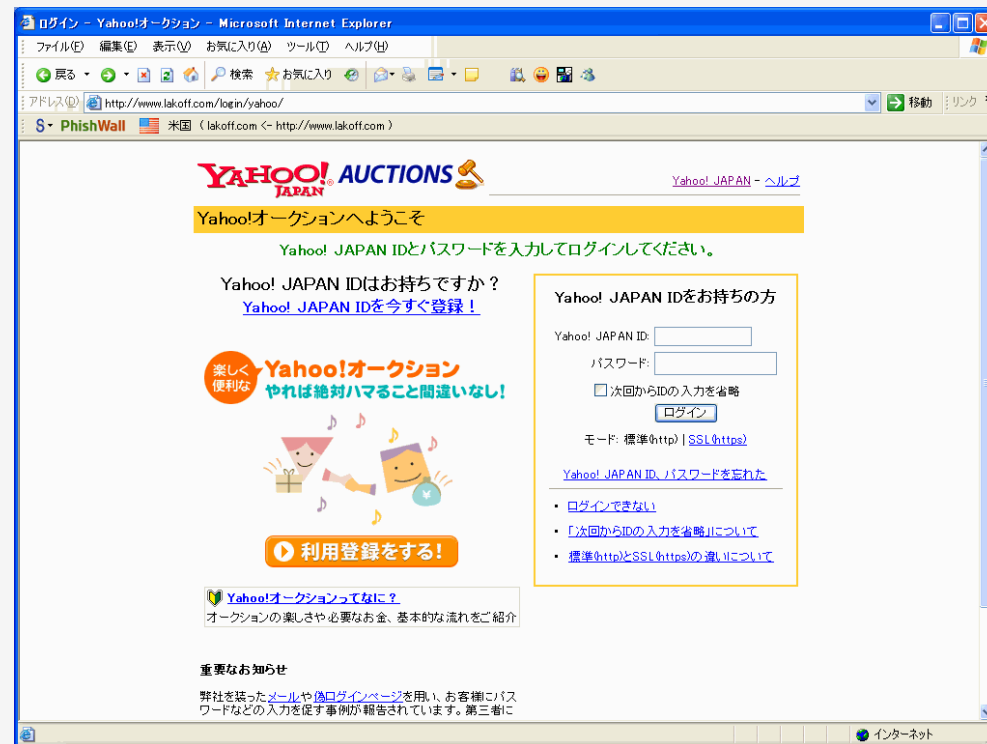 ログイン - Yahoo!オークション - Microsoft Internet Explorer
ファイル(F) 編集(E) 表示(V) お気に入り(A) ツール(T) ヘルプ(H)
戻る 検索 お気に入り
アドレス(D) http://www.lakoff.com/login/yahoo/ 移動 リンク
S PhishWall 米国 ( lakoff.com <- http://www.lakoff.com )
YAHOO! JAPAN AUCTIONS
Yahoo! JAPAN - ヘルプ
Yahoo!オークションへようこそ
Yahoo! JAPAN IDとパスワードを入力してログインしてください。
Yahoo! JAPAN IDはお持ちですか？
Yahoo! JAPAN IDを今すぐ登録！
楽しく
便利な
Yahoo!オークション
やれば絶対ハマること間違いなし!
¥
利用登録をする!
Yahoo!オークションってなに？
オークションの楽しさや必要なお金、基本的な流れをご紹介
重要なお知らせ
弊社を装ったメールや偽ログインページを用い、お客様にパス
ワードなどの入力を促す事例が報告されています。第三者に
Yahoo! JAPAN IDをお持ちの方
Yahoo! JAPAN ID:
パスワード:
次回からIDの入力を省略
ログイン
モード: 標準(http) | SSL(https)
Yahoo! JAPAN ID、パスワードを忘れた
• ログインできない
• 「次回からIDの入力を省略」について
• 標準(http)とSSL(https)の違いについて
インターネット